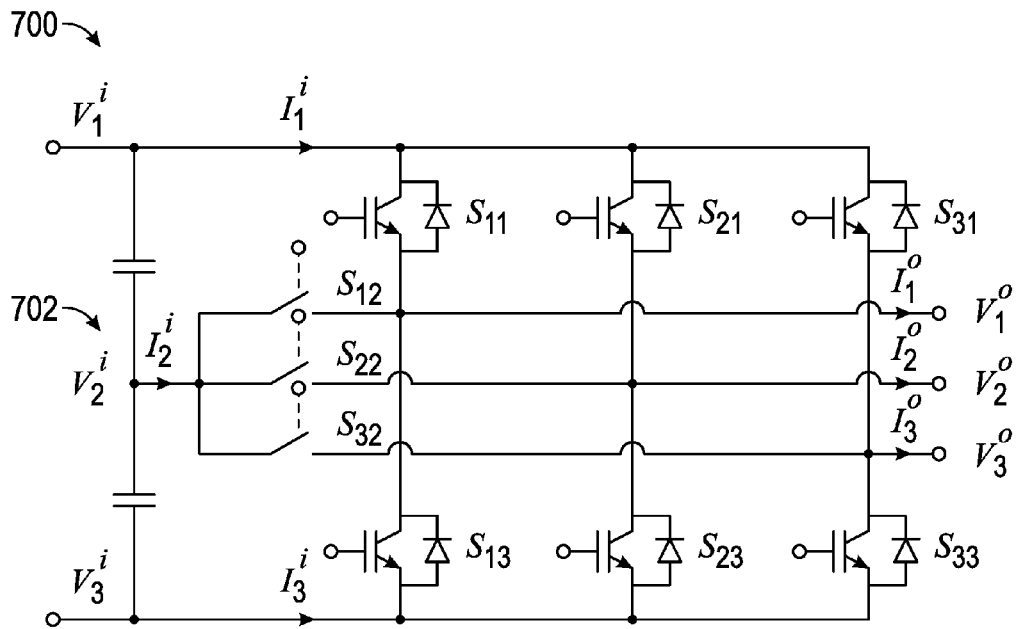 700
V₁ⁱ
I₁ⁱ
S₁₁
S₂₁
S₃₁
S₁₂
I₁ᵒ
V₁ᵒ
702
I₂ⁱ
V₂ⁱ
S₂₂
I₂ᵒ
V₂ᵒ
S₃₂
I₃ᵒ
V₃ᵒ
S₁₃
S₂₃
S₃₃
V₃ⁱ
I₃ⁱ